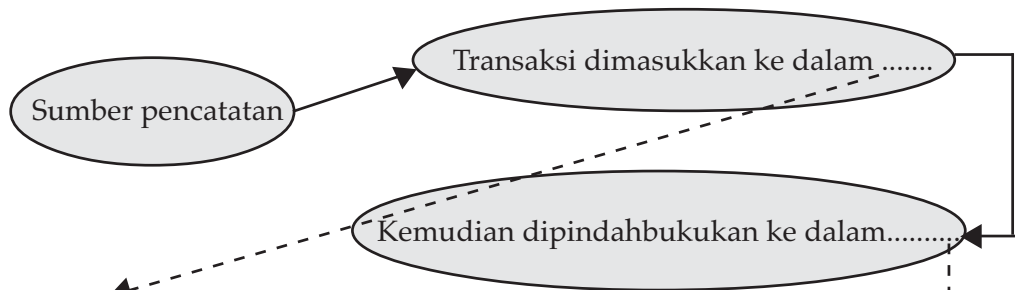 Transaksi dimasukkan ke dalam .......
Sumber pencatatan
Kemudian dipindahbukukan ke dalam..........